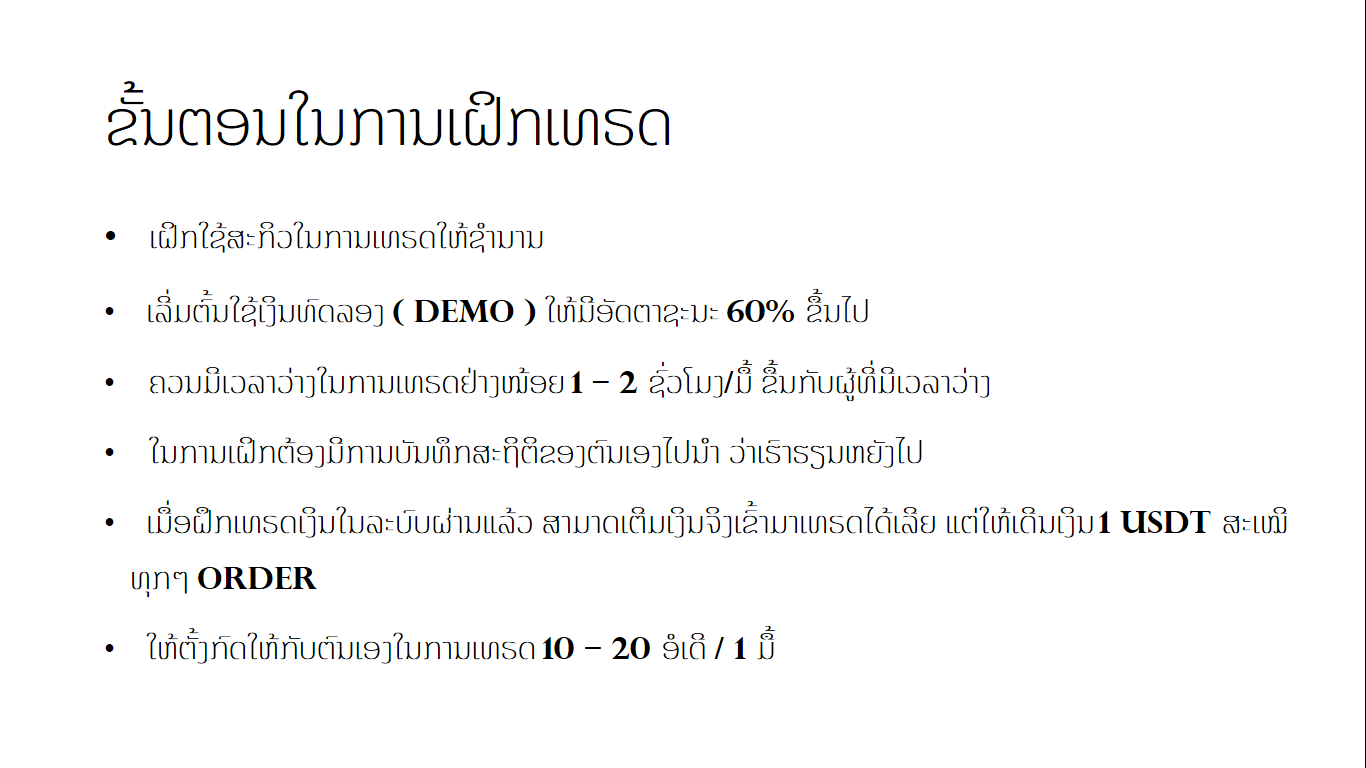 ຂັ້ນຕອນໃນການເຝິກເທຣດ
• ເຝິກໃຊ້ສະກິວໃນການເທຣດໃຫ້ຊຳນານ
• ເລີ່ມຕົ້ນໃຊ້ເງິນທົດລອງ ( DEMO ) ໃຫ້ມີອັດຕາຊະນະ 60% ຂຶ້ນໄປ
• ຄວນມີເວລາວ່າງໃນການເທຣດຢ່າງໜ້ອຍ 1 – 2 ຊົ່ວໂມງ/ມື້ ຂື້ນກັບຜູ້ທີ່ມີເວລາວ່າງ
• ໃນການເຝິກຕ້ອງມີການບັນທຶກສະຖິຕິຂອງຕົນເອງໄປນຳ ວ່າເຮົາຮຽນຫຍັງໄປ
• ເມື່ອຝຶກເທຣດເງິນໃນລະບົບຜ່ານແລ້ວ ສາມາດເຕີມເງິນຈິງເຂົ້າມາເທຣດໄດ້ເລີຍ ແຕ່ໃຫ້ເດີນເງິນ 1 USDT ສະເໝີ
ທຸກໆ ORDER
• ໃຫ້ຕັ້ງກົດໃຫ້ກັບຕົນເອງໃນການເທຣດ 10 – 20 ອໍເດີ / 1 ມື້